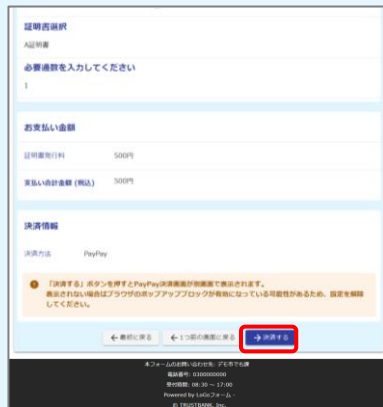 証明書選択
A証明書
必要通数を入力してください
1
お支払い金額
証明書発行料 500円
支払い合計金額 (税込) 500円
決済情報
決済方法 PayPay
「決済する」ボタンを押すとPayPay決済画面が別画面で表示されます。
表示されない場合はブラウザのポップアップブロックが有効になっている可能性があるため、設定を解除
してください。
←最初に戻る ←1つ前の画面に戻る →決済する
本フォームのお問い合わせ先: デモ市でも課
電話番号: 0300000000
受付時間: 08:30 ～ 17:00
Powered by LoGoフォーム -
© TRUSTBANK, Inc.